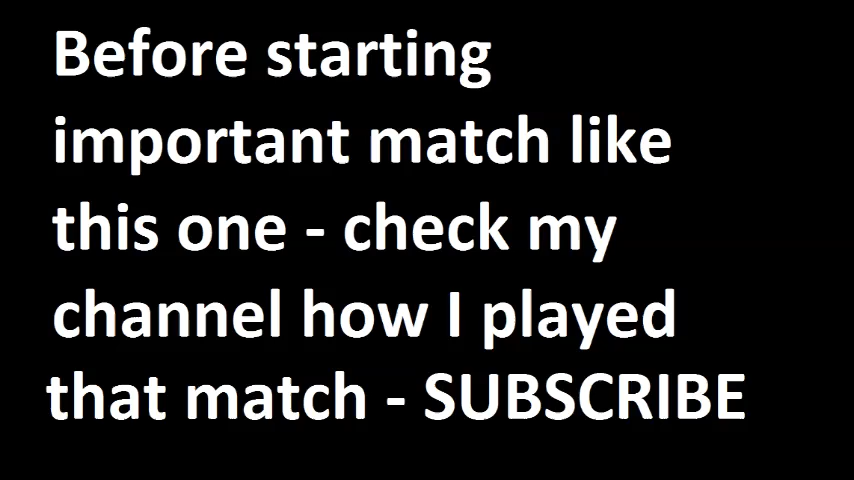 Before starting
important match like
this one - check my
channel how I played
that match - SUBSCRIBE